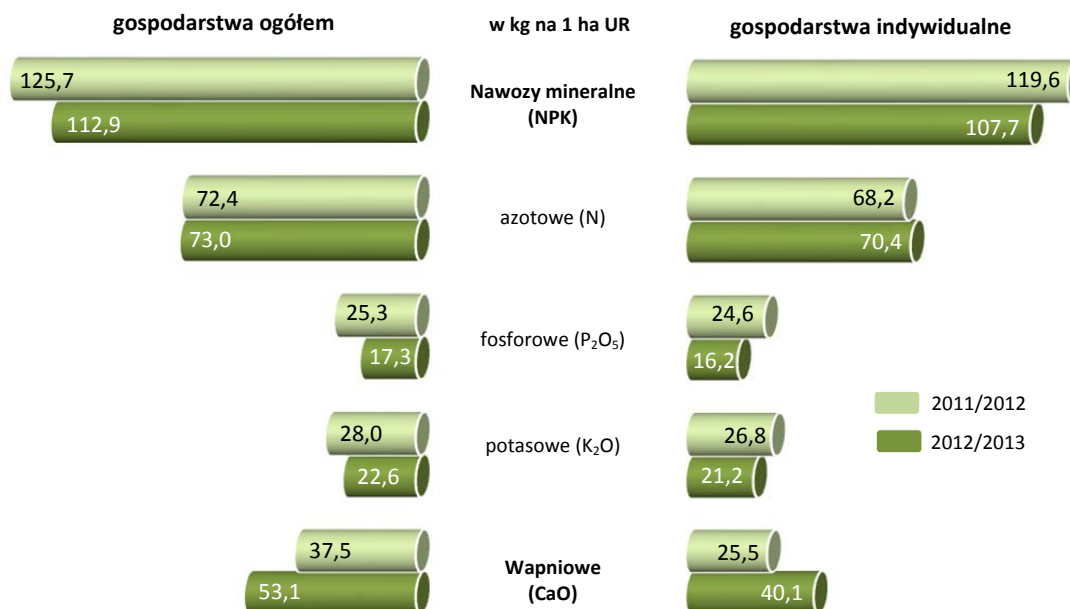 gospodarstwa ogółem
w kg na 1 ha UR
gospodarstwa indywidualne
125,7
112,9
Nawozy mineralne
(NPK)
119,6
107,7
72,4
73,0
azotowe (N)
68,2
70,4
25,3
17,3
fosforowe (P₂O₅)
24,6
16,2
28,0
22,6
potasowe (K₂O)
26,8
21,2
37,5
53,1
Wapniowe
(CaO)
25,5
40,1
2011/2012
2012/2013